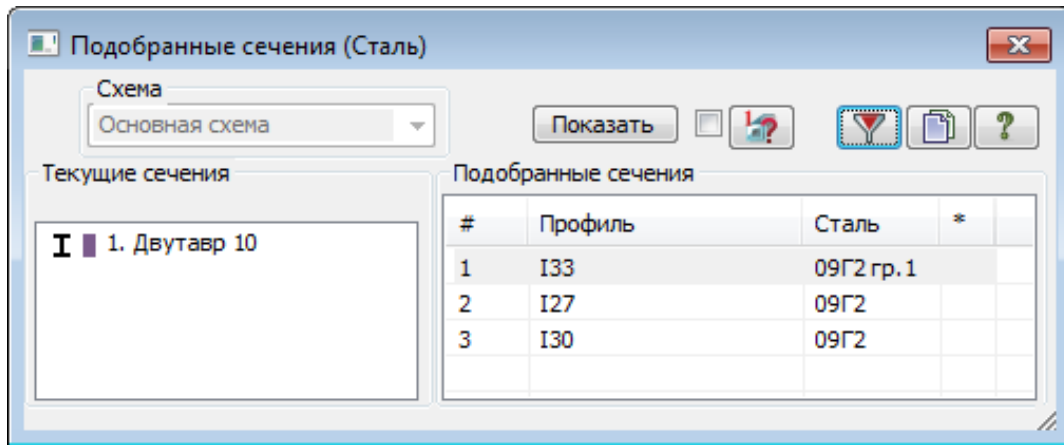 Подобранные сечения (Сталь)
Схема
Основная схема
Показать
Текущие сечения
1. Двутавр 10
Подобранные сечения
# Профиль Сталь *
1 I33 09Г2 гр.1
2 I27 09Г2
3 I30 09Г2